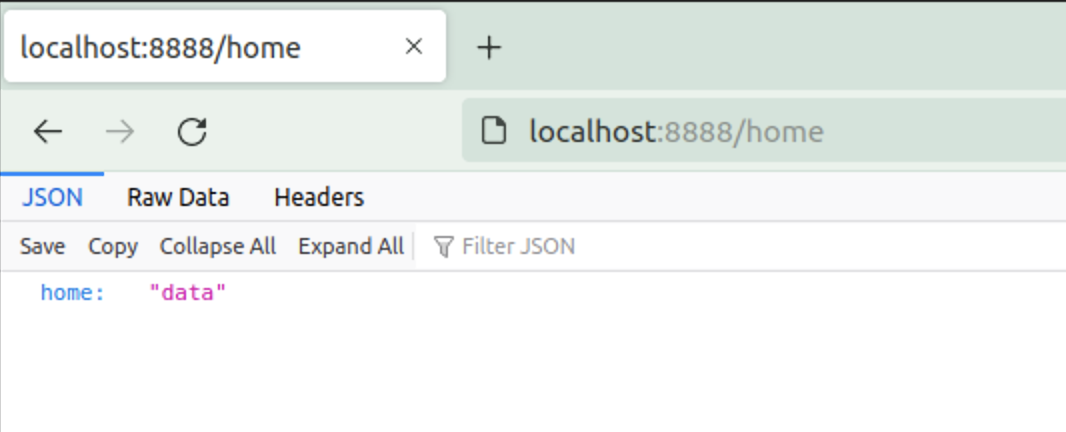 localhost:8888/home
localhost:8888/home
JSON Raw Data Headers
Save Copy Collapse All Expand All Filter JSON
home: "data"